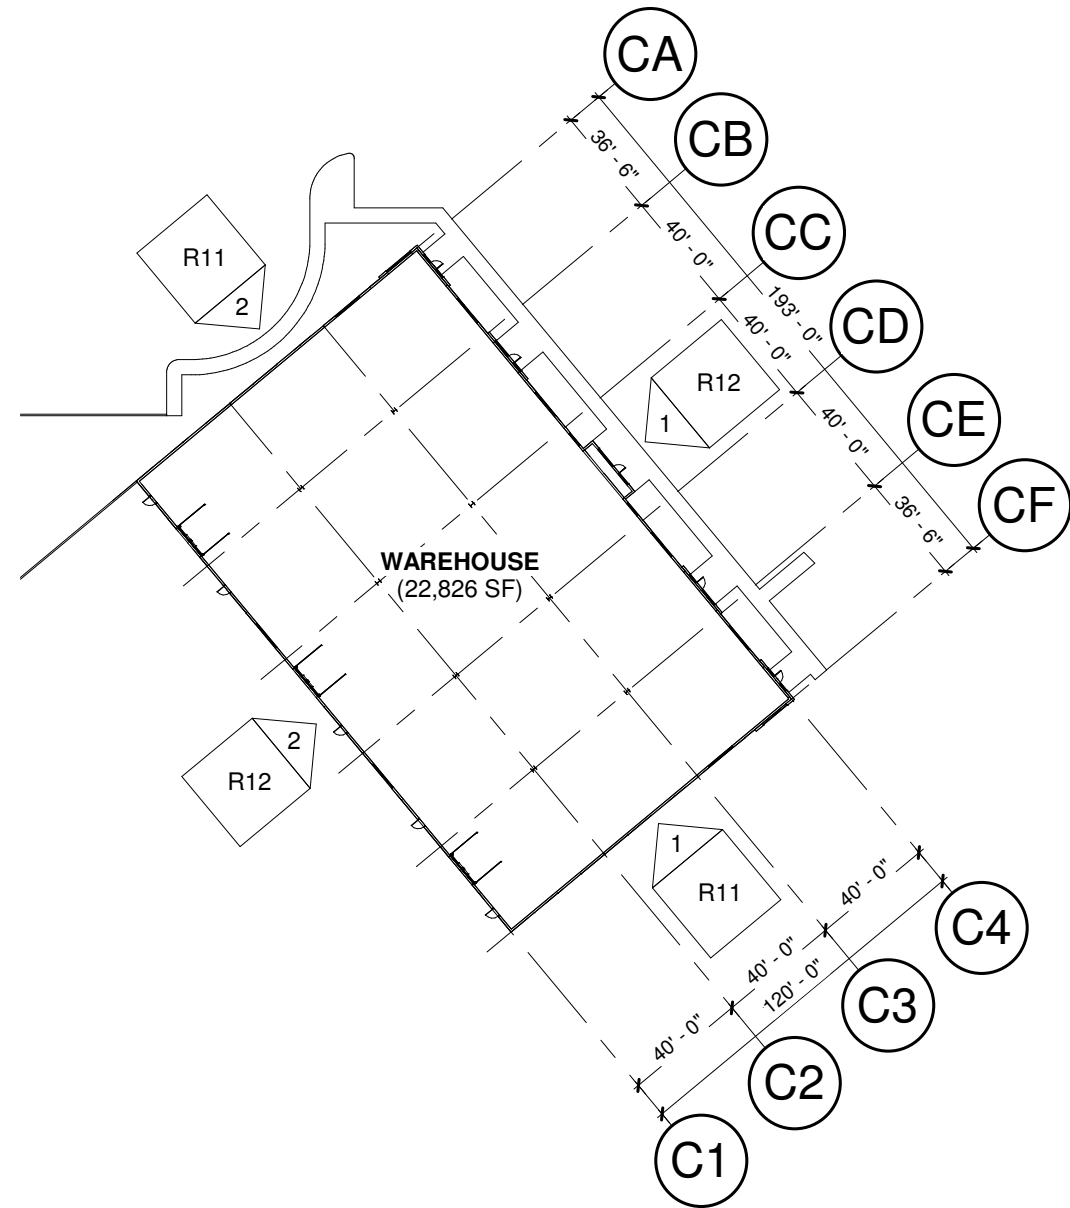 CA
36' - 6"
CB
40' - 0"
CC
R11
2
193' - 0"
CD
40' - 0"
R12
1
40' - 0"
CE
36' - 6"
CF
WAREHOUSE
(22,826 SF)
2
R12
1
R11
40' - 0"
C4
40' - 0"
120' - 0"
C3
40' - 0"
C2
C1